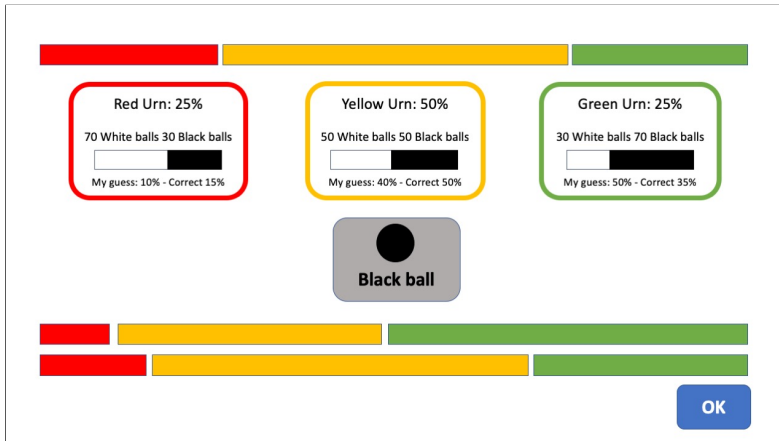 Red Urn: 25%
70 White balls 30 Black balls
My guess: 10% - Correct 15%
Yellow Urn: 50%
50 White balls 50 Black balls
My guess: 40% - Correct 50%
Green Urn: 25%
30 White balls 70 Black balls
My guess: 50% - Correct 35%
Black ball
OK